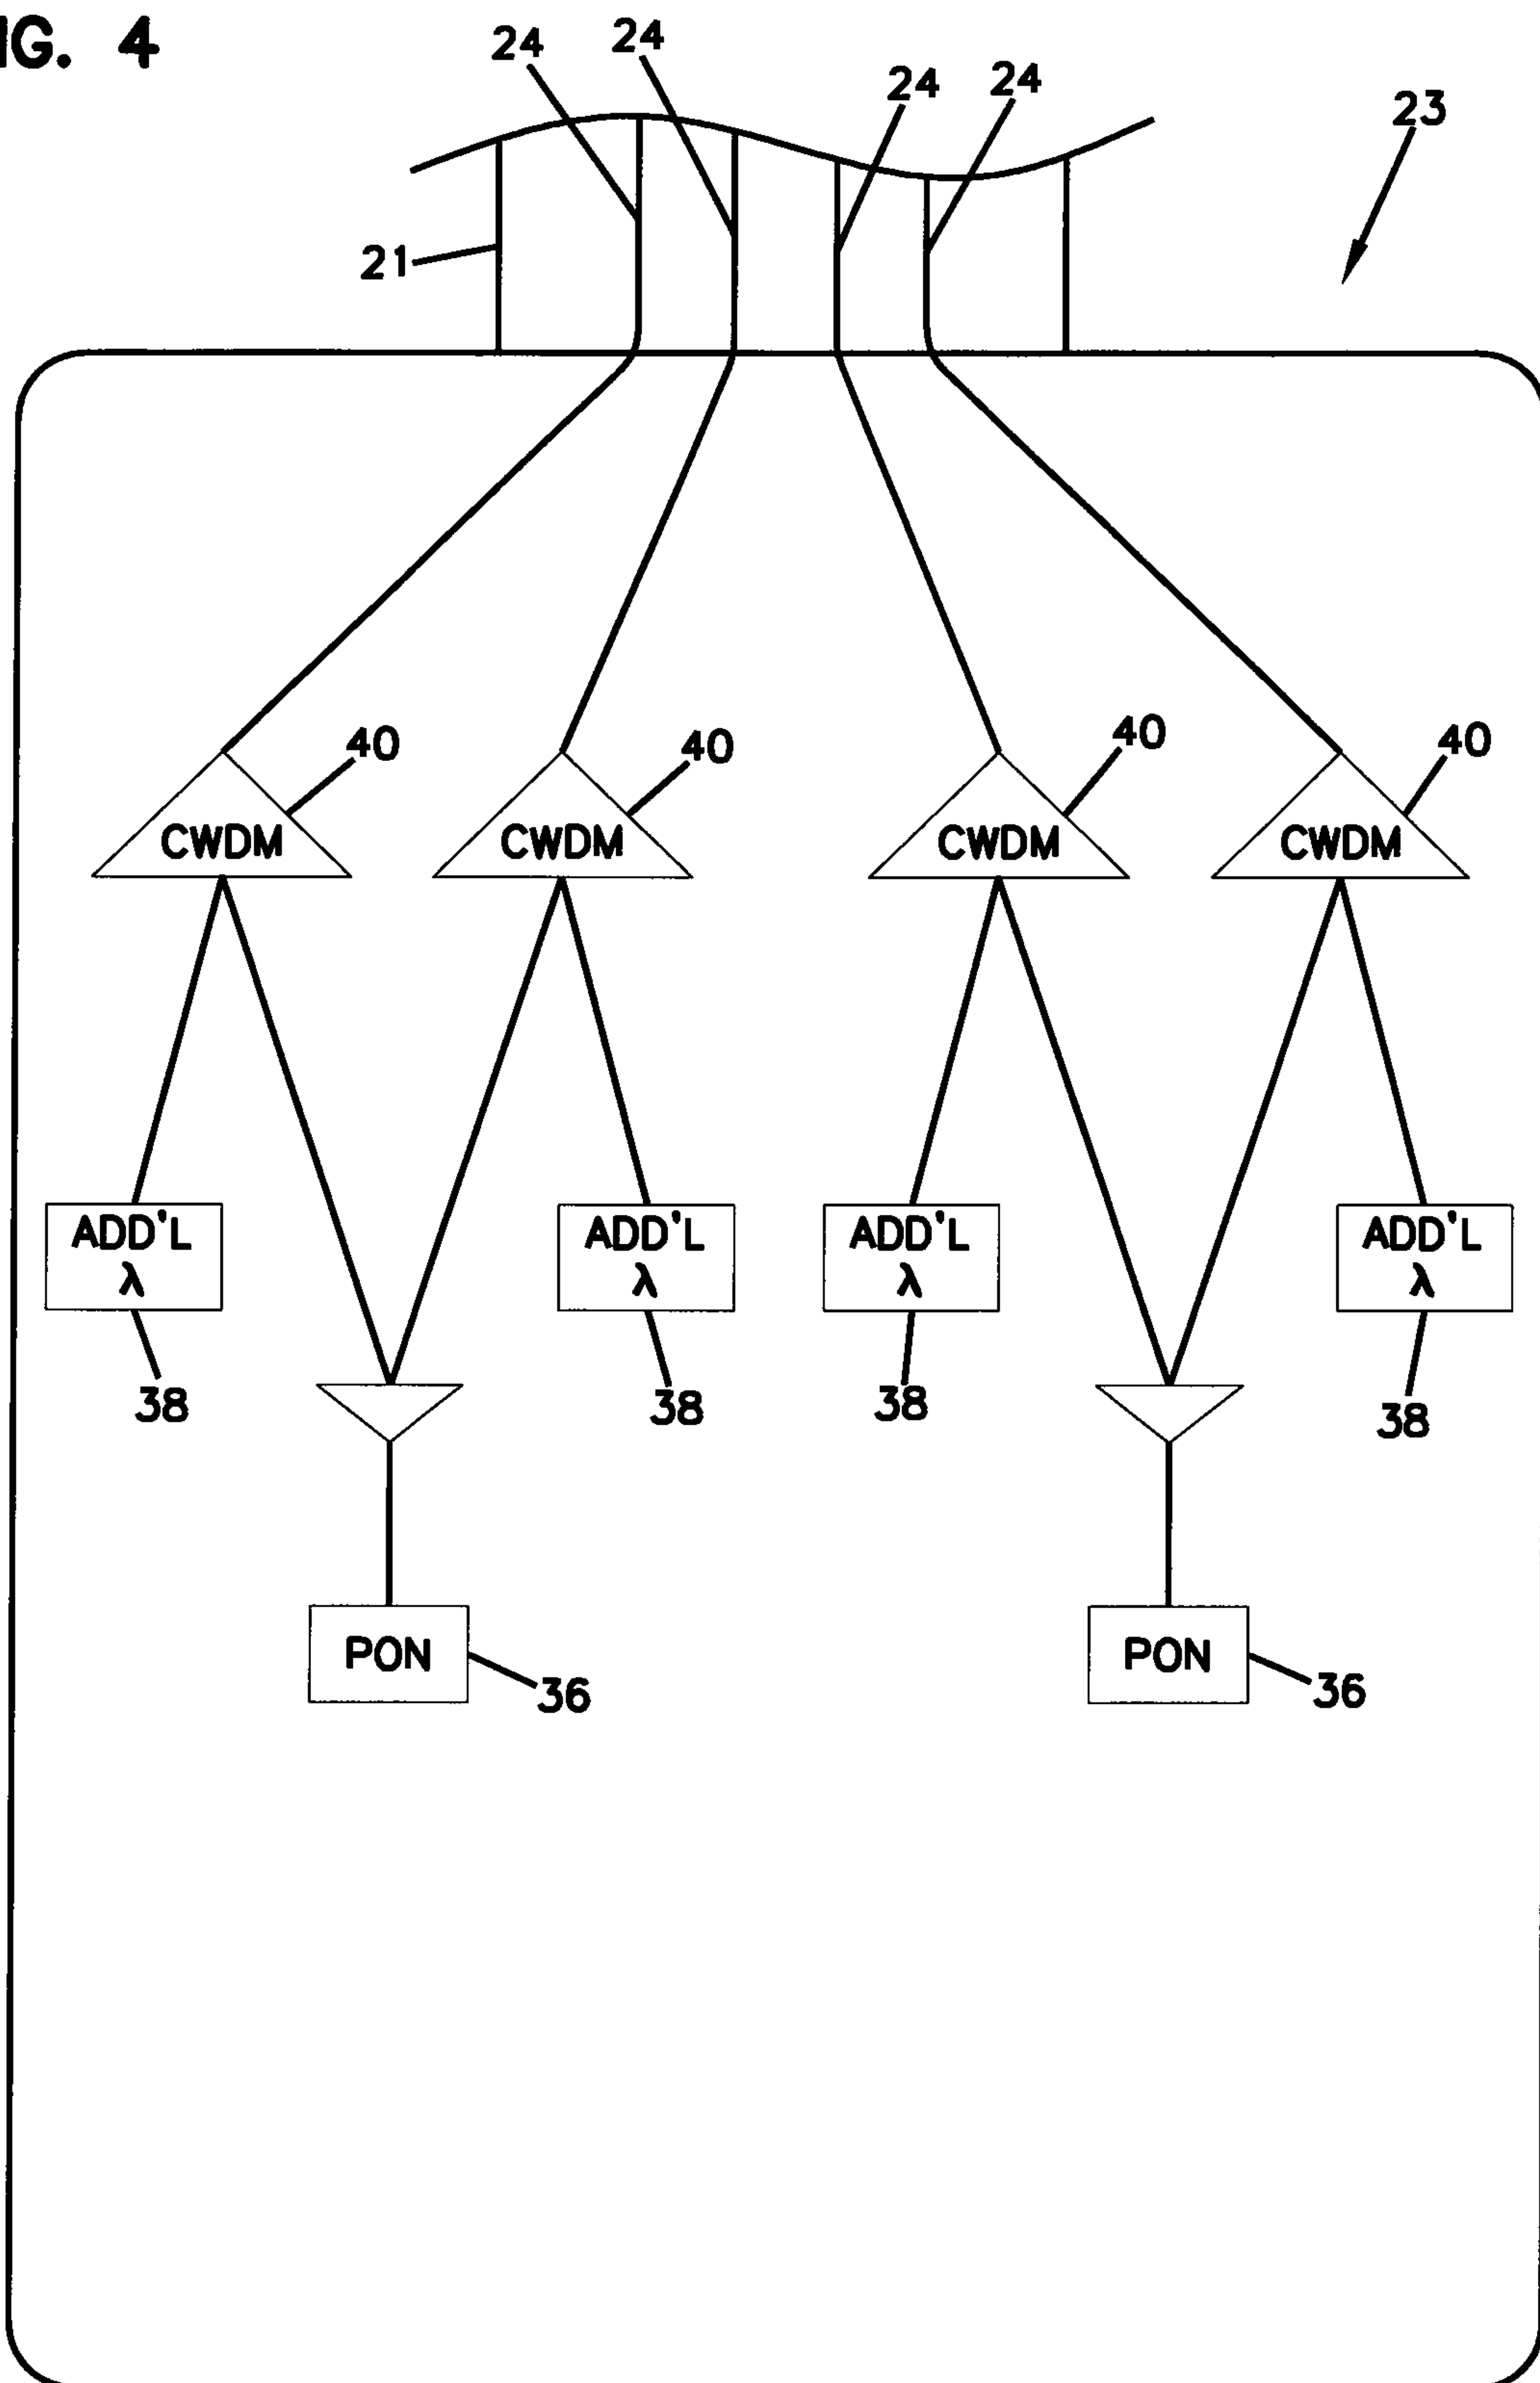 IG. 4
24 24 24 24 23
21
40 40 40 40
CWDM CWDM CWDM CWDM
ADD'L ADD'L ADD'L ADD'L
λ λ λ λ
38 38 38 38
PON PON
36 36